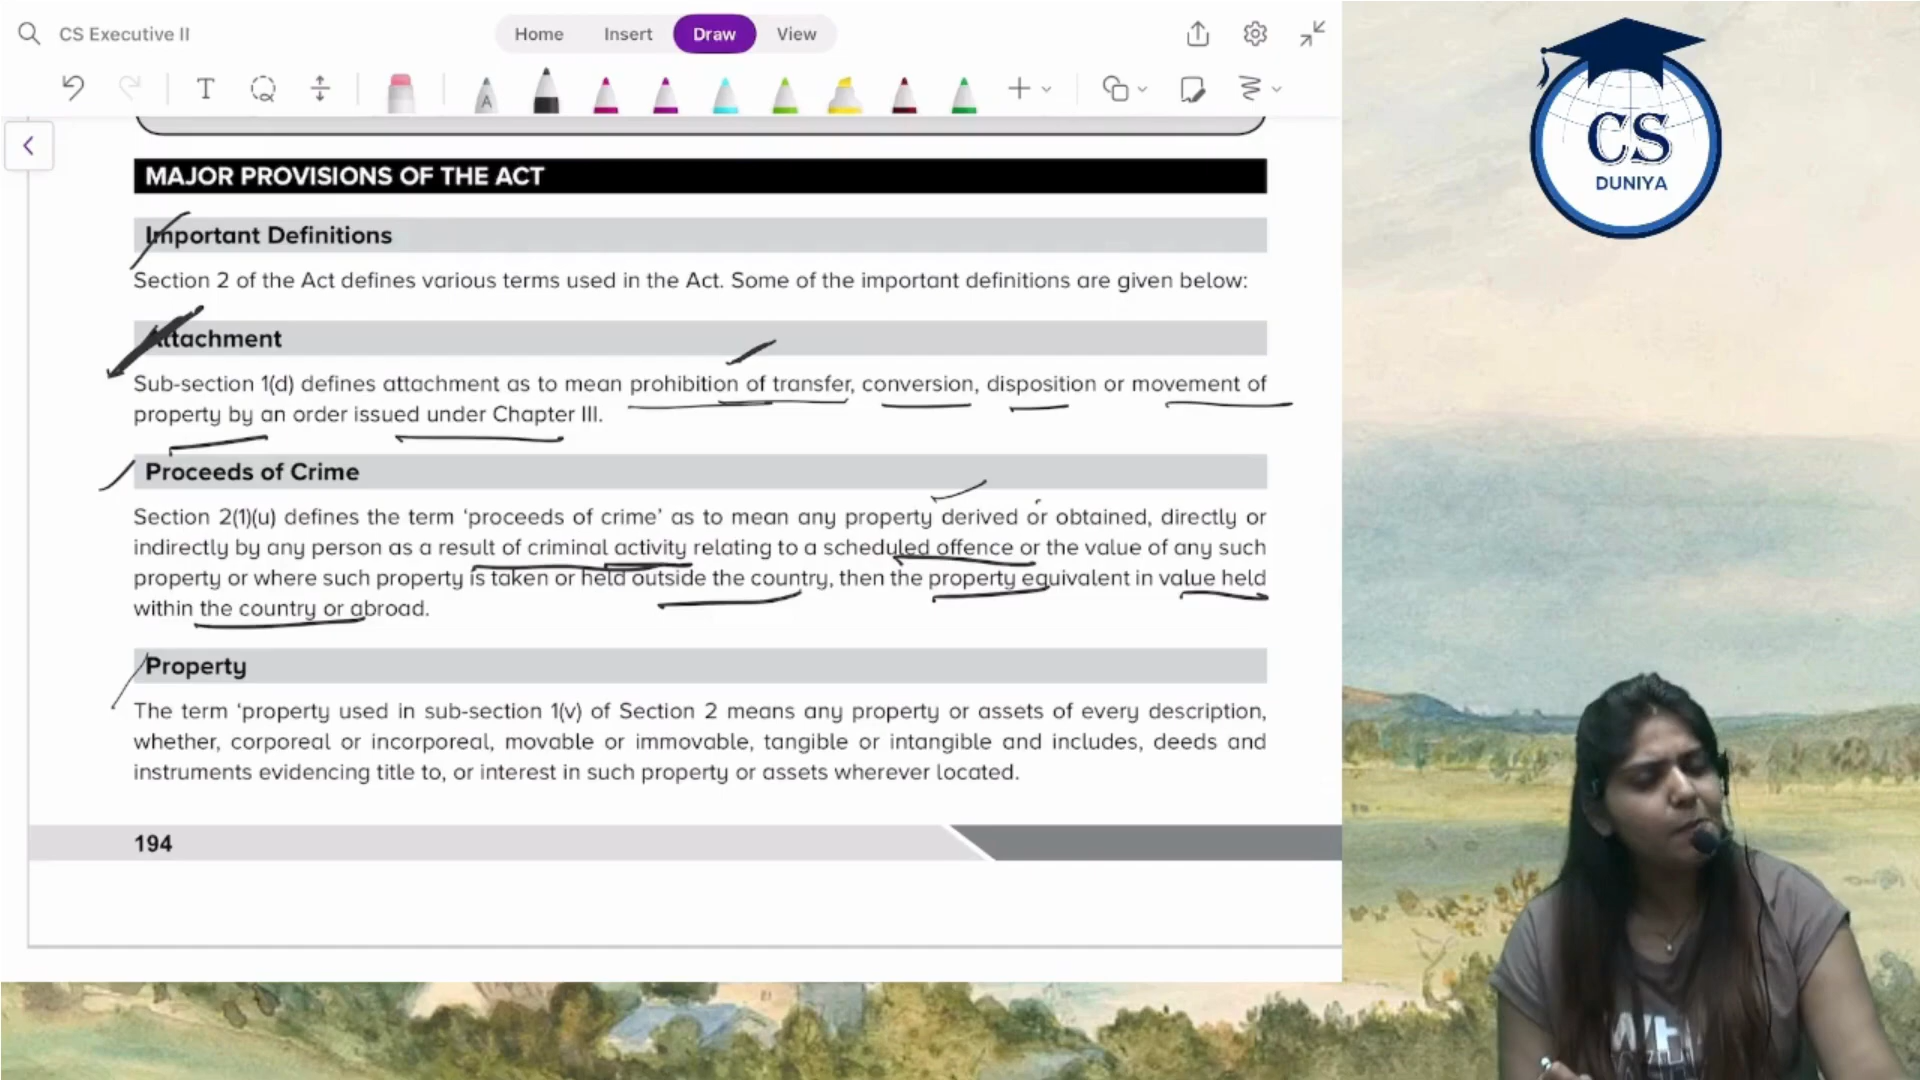 CS Executive II
Home Insert Draw View
T
A
MAJOR PROVISIONS OF THE ACT
Important Definitions
Section 2 of the Act defines various terms used in the Act. Some of the important definitions are given below:
Attachment
Sub-section 1(d) defines attachment as to mean prohibition of transfer, conversion, disposition or movement of
property by an order issued under Chapter III.
Proceeds of Crime
Section 2(1)(u) defines the term ‘proceeds of crime’ as to mean any property derived or obtained, directly or
indirectly by any person as a result of criminal activity relating to a scheduled offence or the value of any such
property or where such property is taken or held outside the country, then the property equivalent in value held
within the country or abroad.
Property
The term ‘property used in sub-section 1(v) of Section 2 means any property or assets of every description,
whether, corporeal or incorporeal, movable or immovable, tangible or intangible and includes, deeds and
instruments evidencing title to, or interest in such property or assets wherever located.
194
CS
DUNIYA